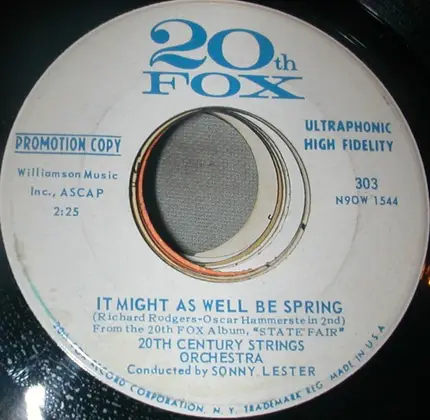 20th
FOX
PROMOTION COPY
ULTRAPHONIC
HIGH FIDELITY
Williamson Music
Inc., ASCAP
2:25
303
N9OW 1544
IT MIGHT AS WELL BE SPRING
(Richard Rodgers-Oscar Hammerstein 2nd)
From the 20th FOX Album, "STATE FAIR"
20TH CENTURY STRINGS
ORCHESTRA
Conducted by SONNY LESTER
20th FOX RECORD CORPORATION, N. Y. TRADEMARK REG. MADE IN U.S.A